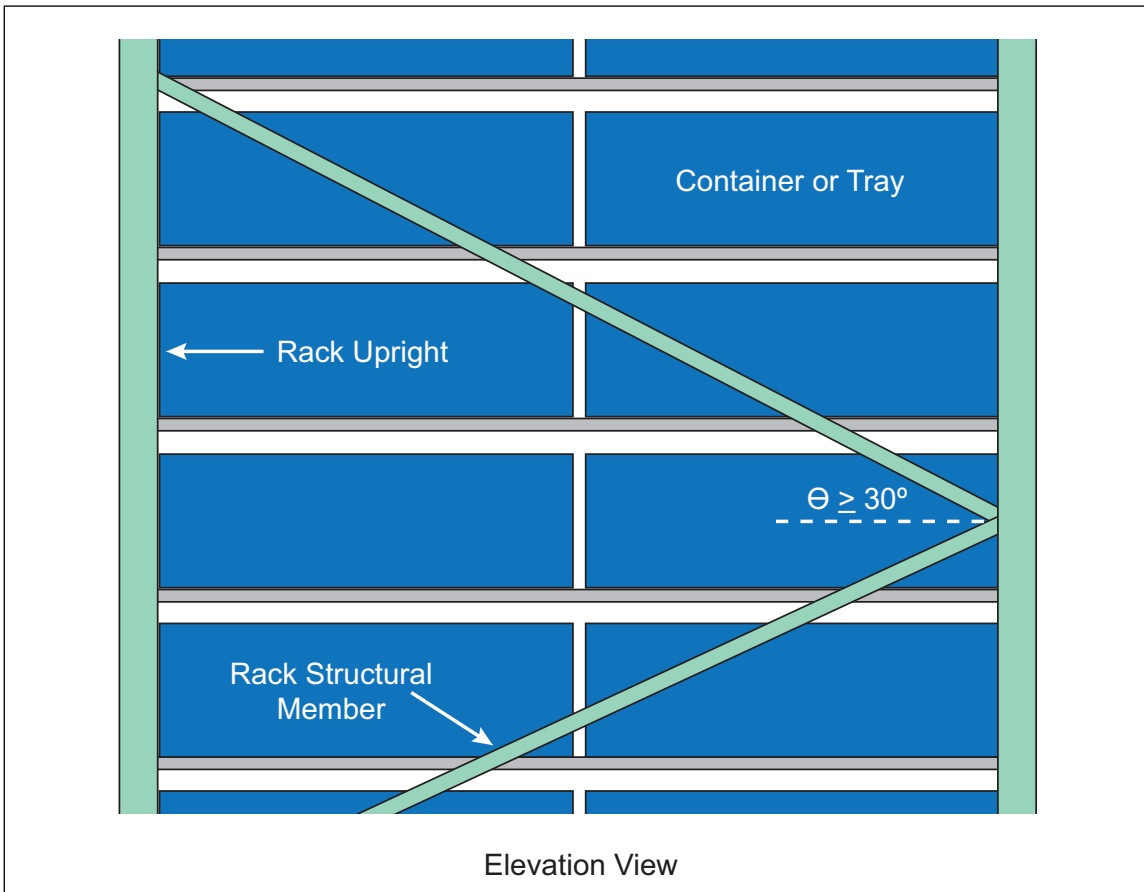 Container or Tray
Rack Upright
Ɵ ≥ 30º
Rack Structural
Member
Elevation View